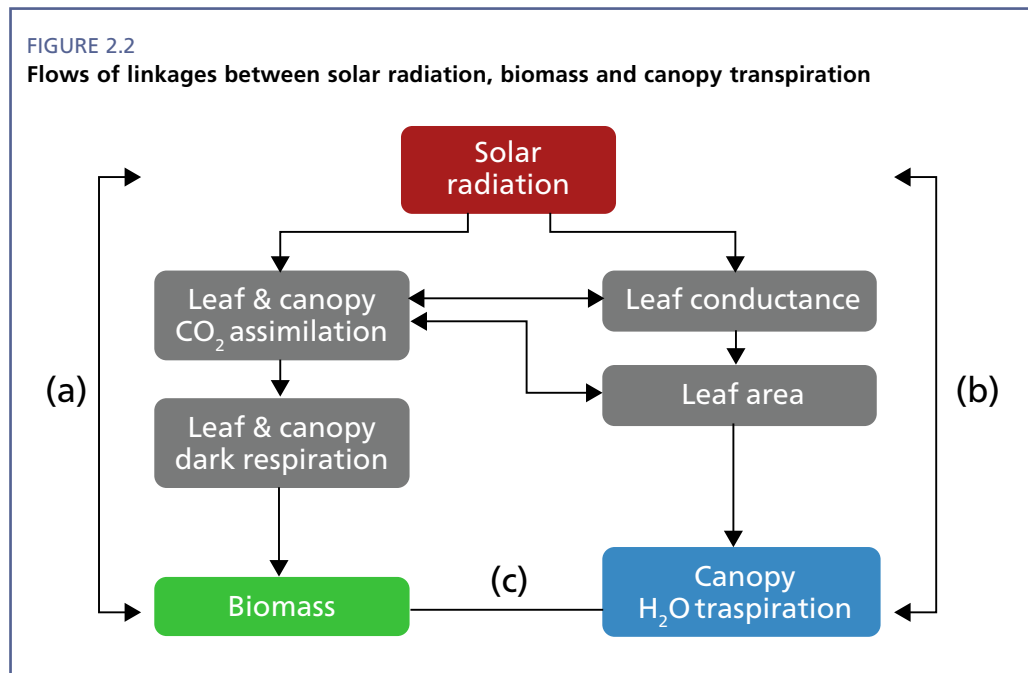 FIGURE 2.2
Flows of linkages between solar radiation, biomass and canopy transpiration
Solar
radiation
Leaf & canopy
CO₂ assimilation
Leaf conductance
(a)
Leaf & canopy
dark respiration
Leaf area
(b)
Biomass
(c)
Canopy
H₂O traspiration